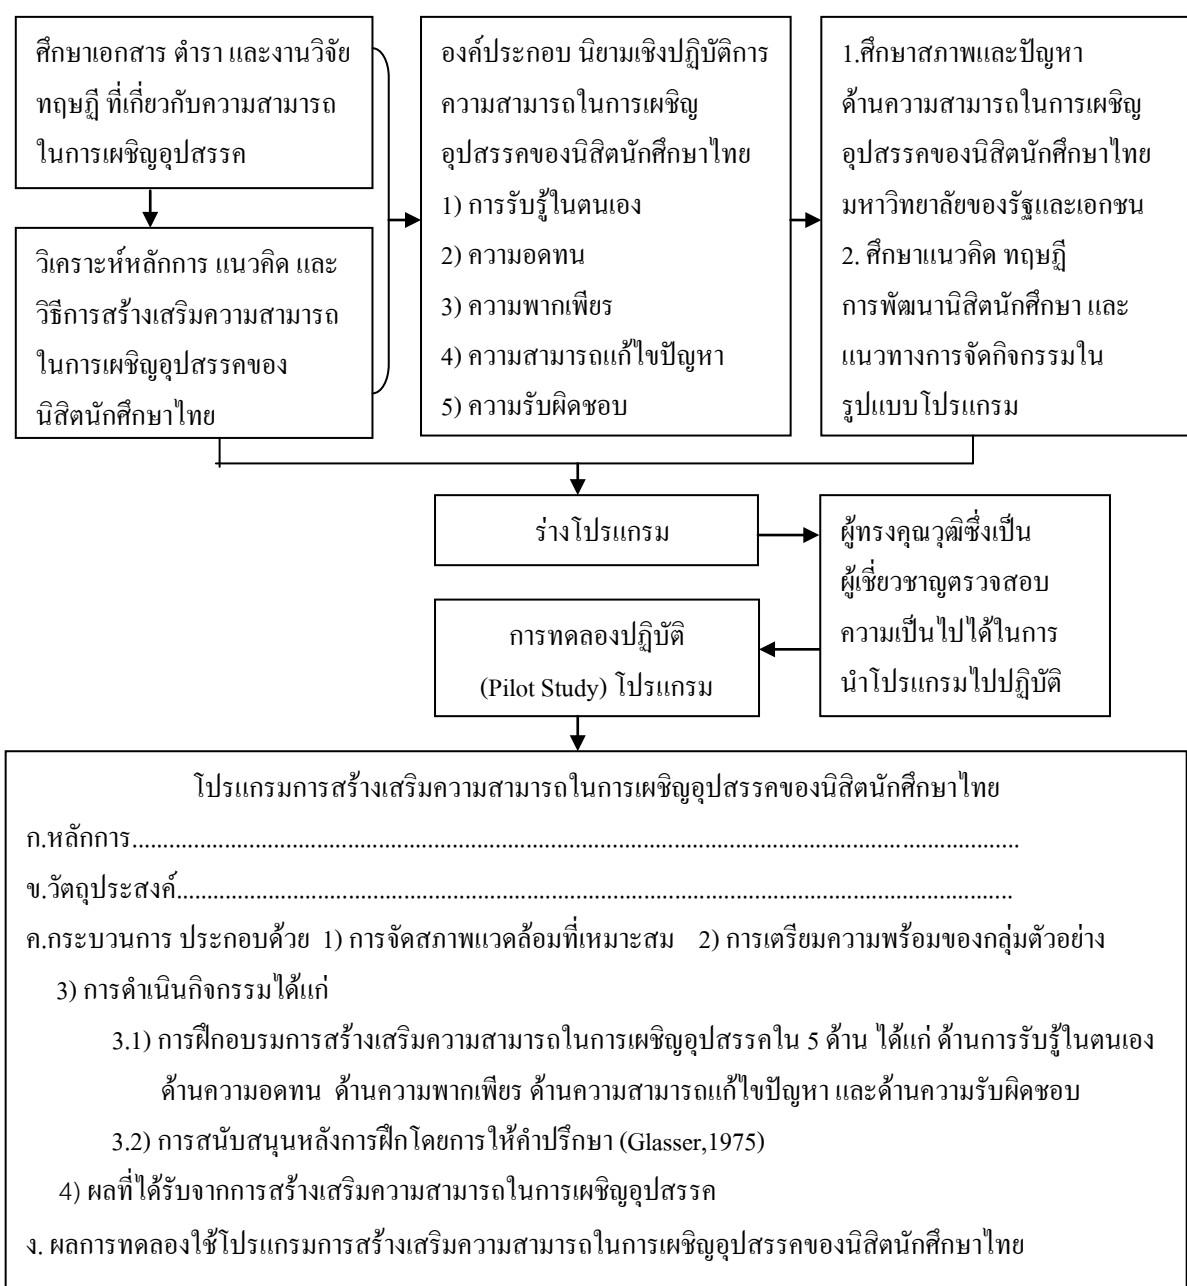 ศึกษาเอกสาร ตำรา และงานวิจัย
ทฤษฎี ที่เกี่ยวกับความสามารถ
ในการเผชิญอุปสรรค
วิเคราะห์หลักการ แนวคิด และ
วิธีการสร้างเสริมความสามารถ
ในการเผชิญอุปสรรคของ
นิสิตนักศึกษาไทย
องค์ประกอบ นิยามเชิงปฏิบัติการ
ความสามารถในการเผชิญ
อุปสรรคของนิสิตนักศึกษาไทย
1) การรับรู้ในตนเอง
2) ความอดทน
3) ความพากเพียร
4) ความสามารถแก้ไขปัญหา
5) ความรับผิดชอบ
1.ศึกษาสภาพและปัญหา
ด้านความสามารถในการเผชิญ
อุปสรรคของนิสิตนักศึกษาไทย
มหาวิทยาลัยของรัฐและเอกชน
2. ศึกษาแนวคิด ทฤษฎี
การพัฒนานิสิตนักศึกษา และ
แนวทางการจัดกิจกรรมใน
รูปแบบโปรแกรม
ร่างโปรแกรม
ผู้ทรงคุณวุฒิซึ่งเป็น
ผู้เชี่ยวชาญตรวจสอบ
ความเป็นไปได้ในการ
นำโปรแกรมไปปฏิบัติ
การทดลองปฏิบัติ
(Pilot Study) โปรแกรม
โปรแกรมการสร้างเสริมความสามารถในการเผชิญอุปสรรคของนิสิตนักศึกษาไทย
ก.หลักการ................................................................................................................................................
ข.วัตถุประสงค์........................................................................................................................................
ค.กระบวนการ ประกอบด้วย 1) การจัดสภาพแวดล้อมที่เหมาะสม 2) การเตรียมความพร้อมของกลุ่มตัวอย่าง
3) การดำเนินกิจกรรมได้แก่
3.1) การฝึกอบรมการสร้างเสริมความสามารถในการเผชิญอุปสรรคใน 5 ด้าน ได้แก่ ด้านการรับรู้ในตนเอง
ด้านความอดทน ด้านความพากเพียร ด้านความสามารถแก้ไขปัญหา และด้านความรับผิดชอบ
3.2) การสนับสนุนหลังการฝึกโดยการให้คำปรึกษา (Glasser,1975)
4) ผลที่ได้รับจากการสร้างเสริมความสามารถในการเผชิญอุปสรรค
ง. ผลการทดลองใช้โปรแกรมการสร้างเสริมความสามารถในการเผชิญอุปสรรคของนิสิตนักศึกษาไทย